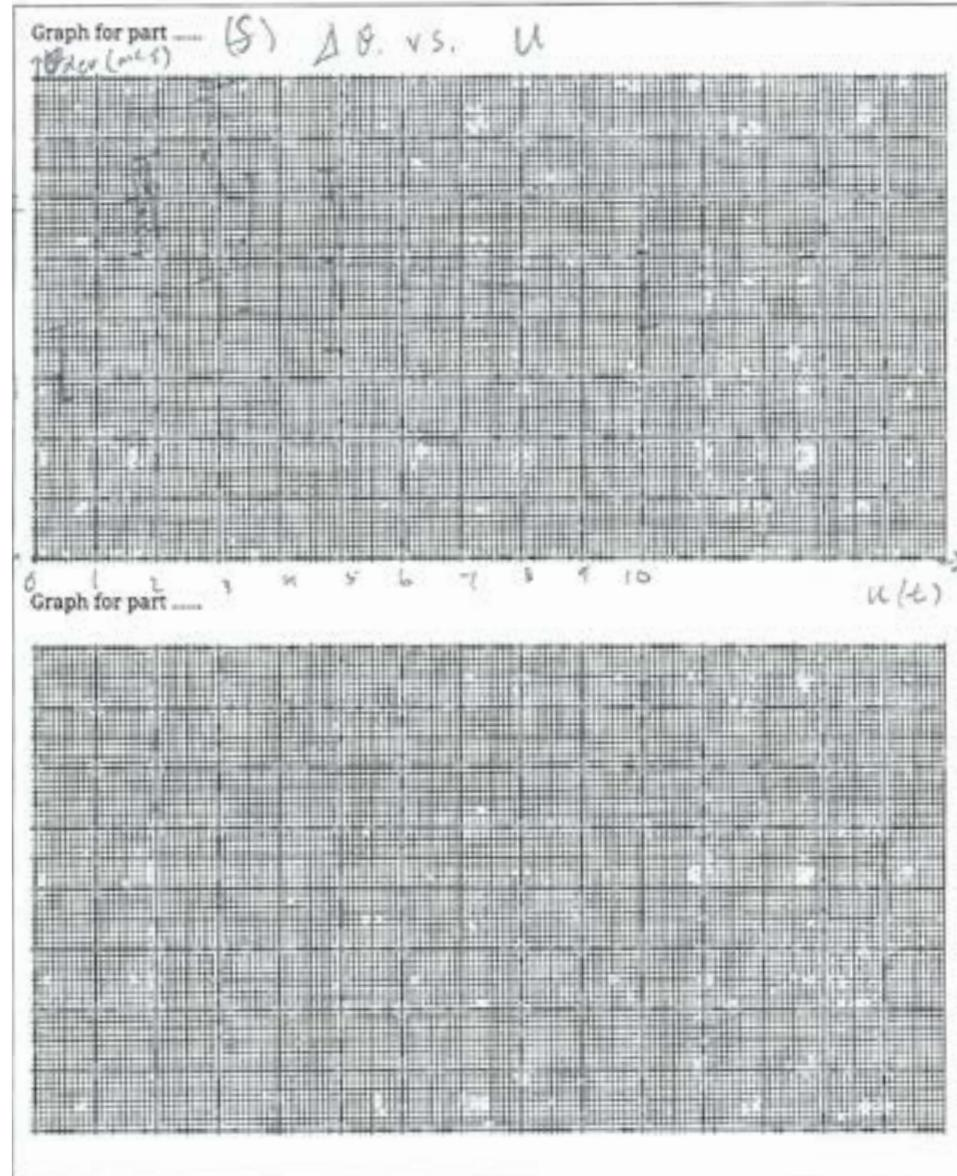 Graph for part ...... (f) Δθ. vs. u
0 1 2 3 4 5 6 7 8 9 10
u(t)
Graph for part ......